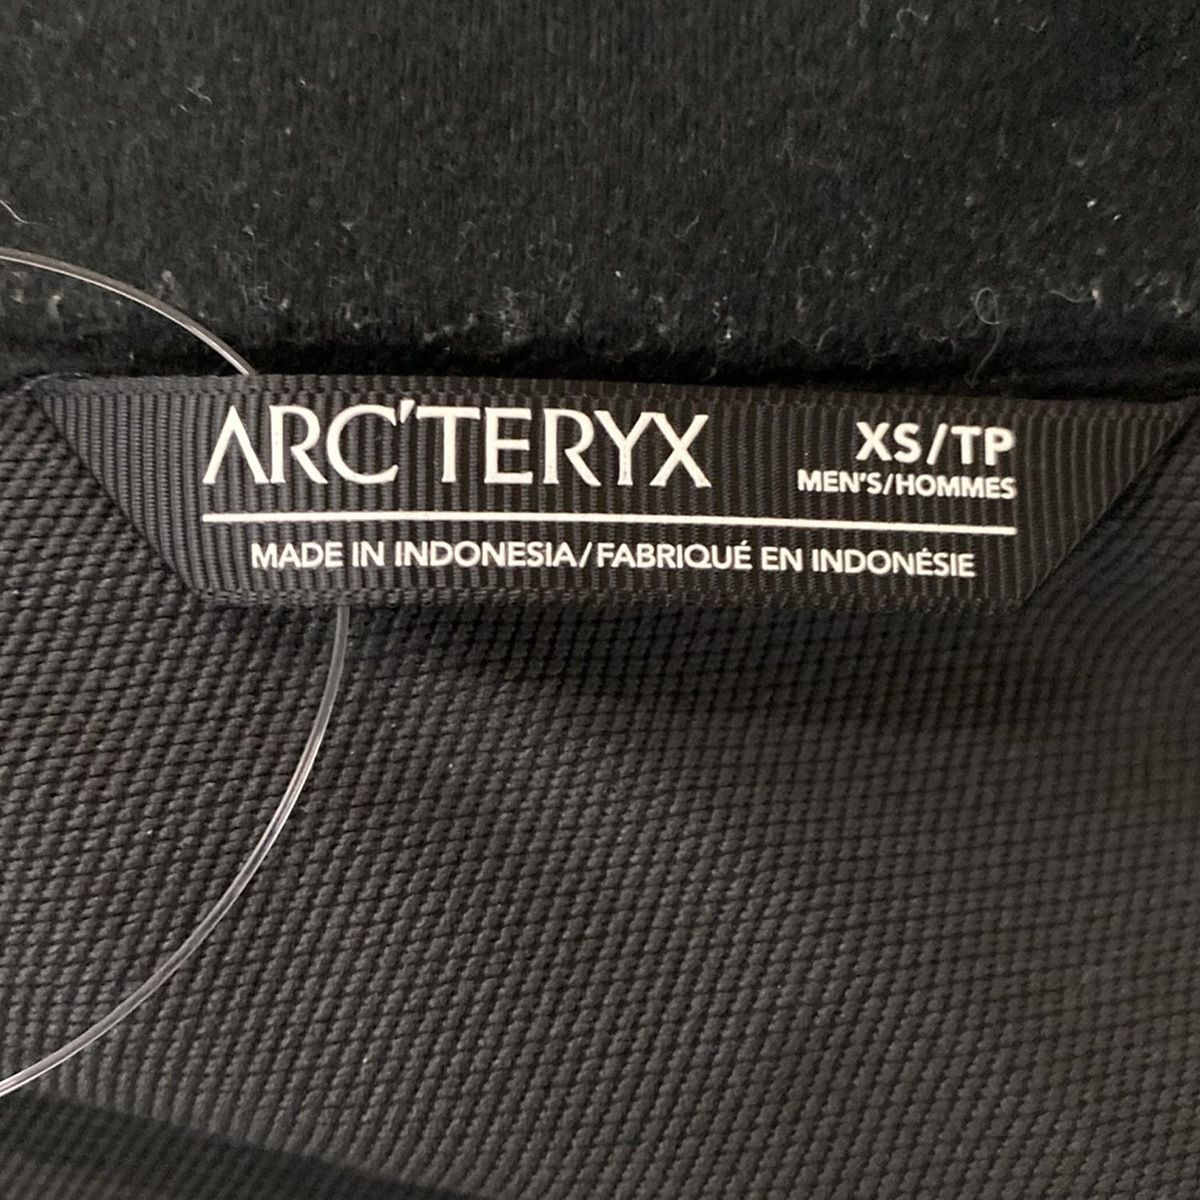 ARC'TERYX
XS/TP
MEN'S/HOMMES
MADE IN INDONESIA/FABRIQUÉ EN INDONÉSIE